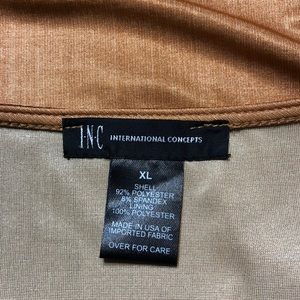 I·N·C INTERNATIONAL CONCEPTS
XL
SHELL
92% POLYESTER
8% SPANDEX
LINING
100% POLYESTER
MADE IN USA OF
IMPORTED FABRIC
OVER FOR CARE